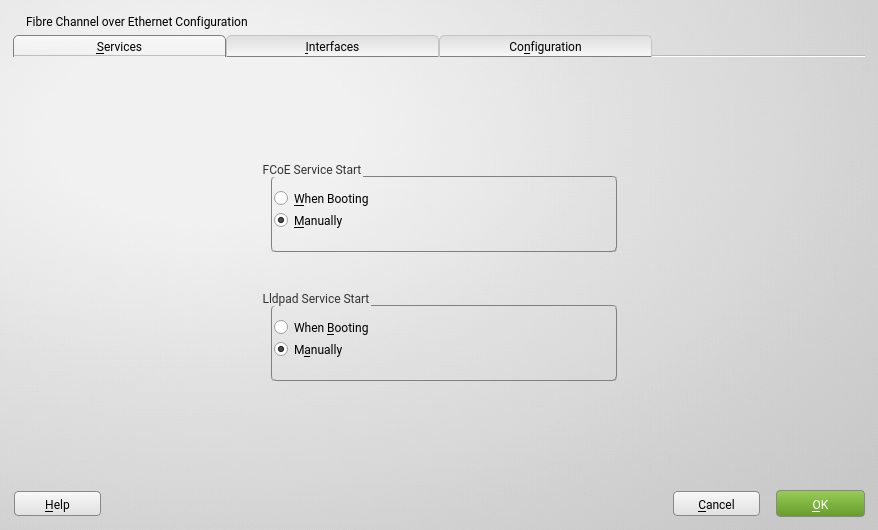 Fibre Channel over Ethernet Configuration
Services Interfaces Configuration
FCoE Service Start
When Booting
Manually
Lldpad Service Start
When Booting
Manually
Help Cancel OK